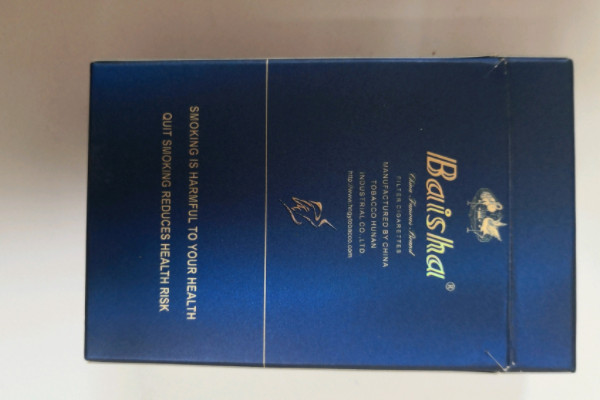 Baisha®
China Famous Brand
FILTER CIGARETTES
MANUFACTURED BY CHINA
TOBACCO HUNAN
INDUSTRIAL CO., LTD.
SMOKING IS HARMFUL TO YOUR HEALTH
QUIT SMOKING REDUCES HEALTH RISK